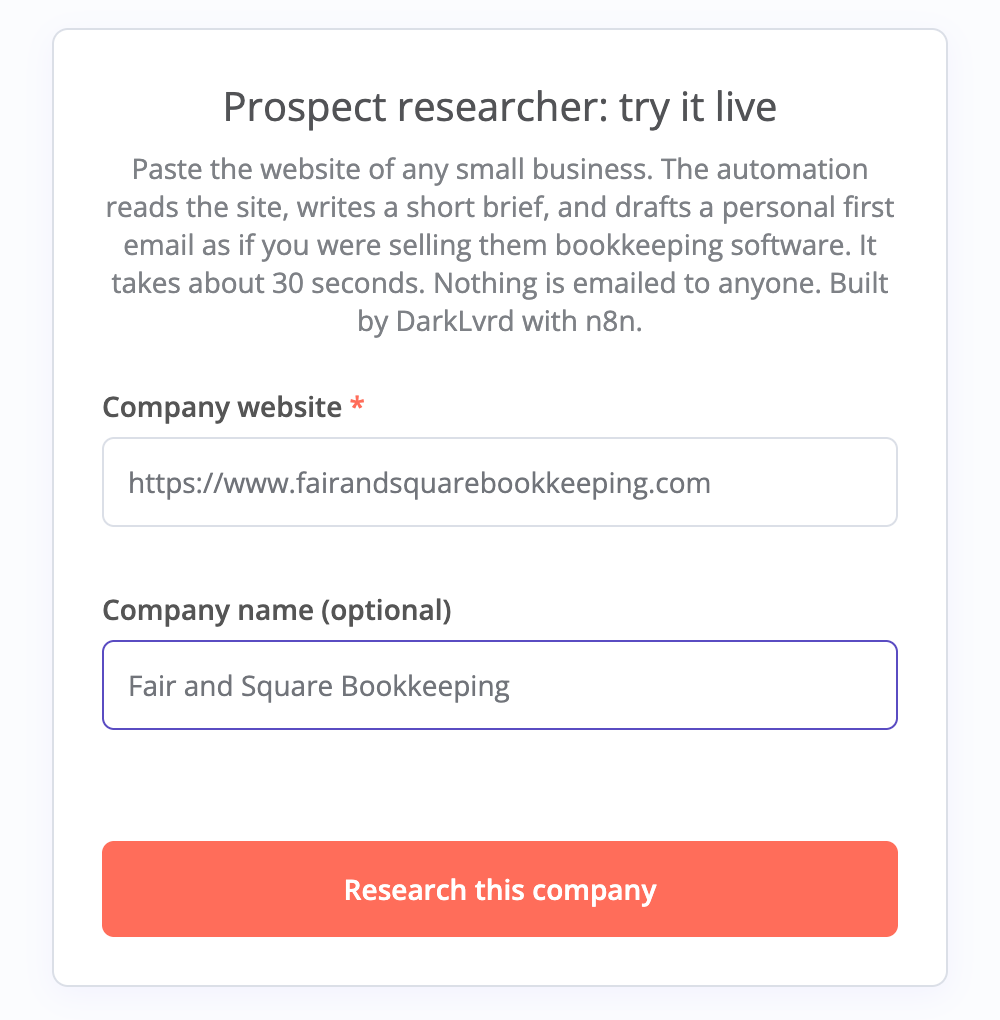 Prospect researcher: try it live
Paste the website of any small business. The automation
reads the site, writes a short brief, and drafts a personal first
email as if you were selling them bookkeeping software. It
takes about 30 seconds. Nothing is emailed to anyone. Built
by DarkLvrd with n8n.
Company website *
https://www.fairandsquarebookkeeping.com
Company name (optional)
Fair and Square Bookkeeping
Research this company